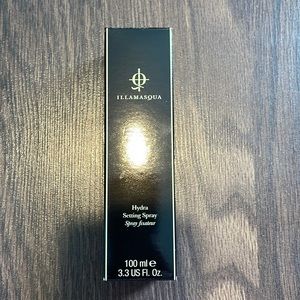 ILLAMASQUA
Hydra
Setting Spray
Spray fixateur
100 ml e
3.3 US Fl. Oz.